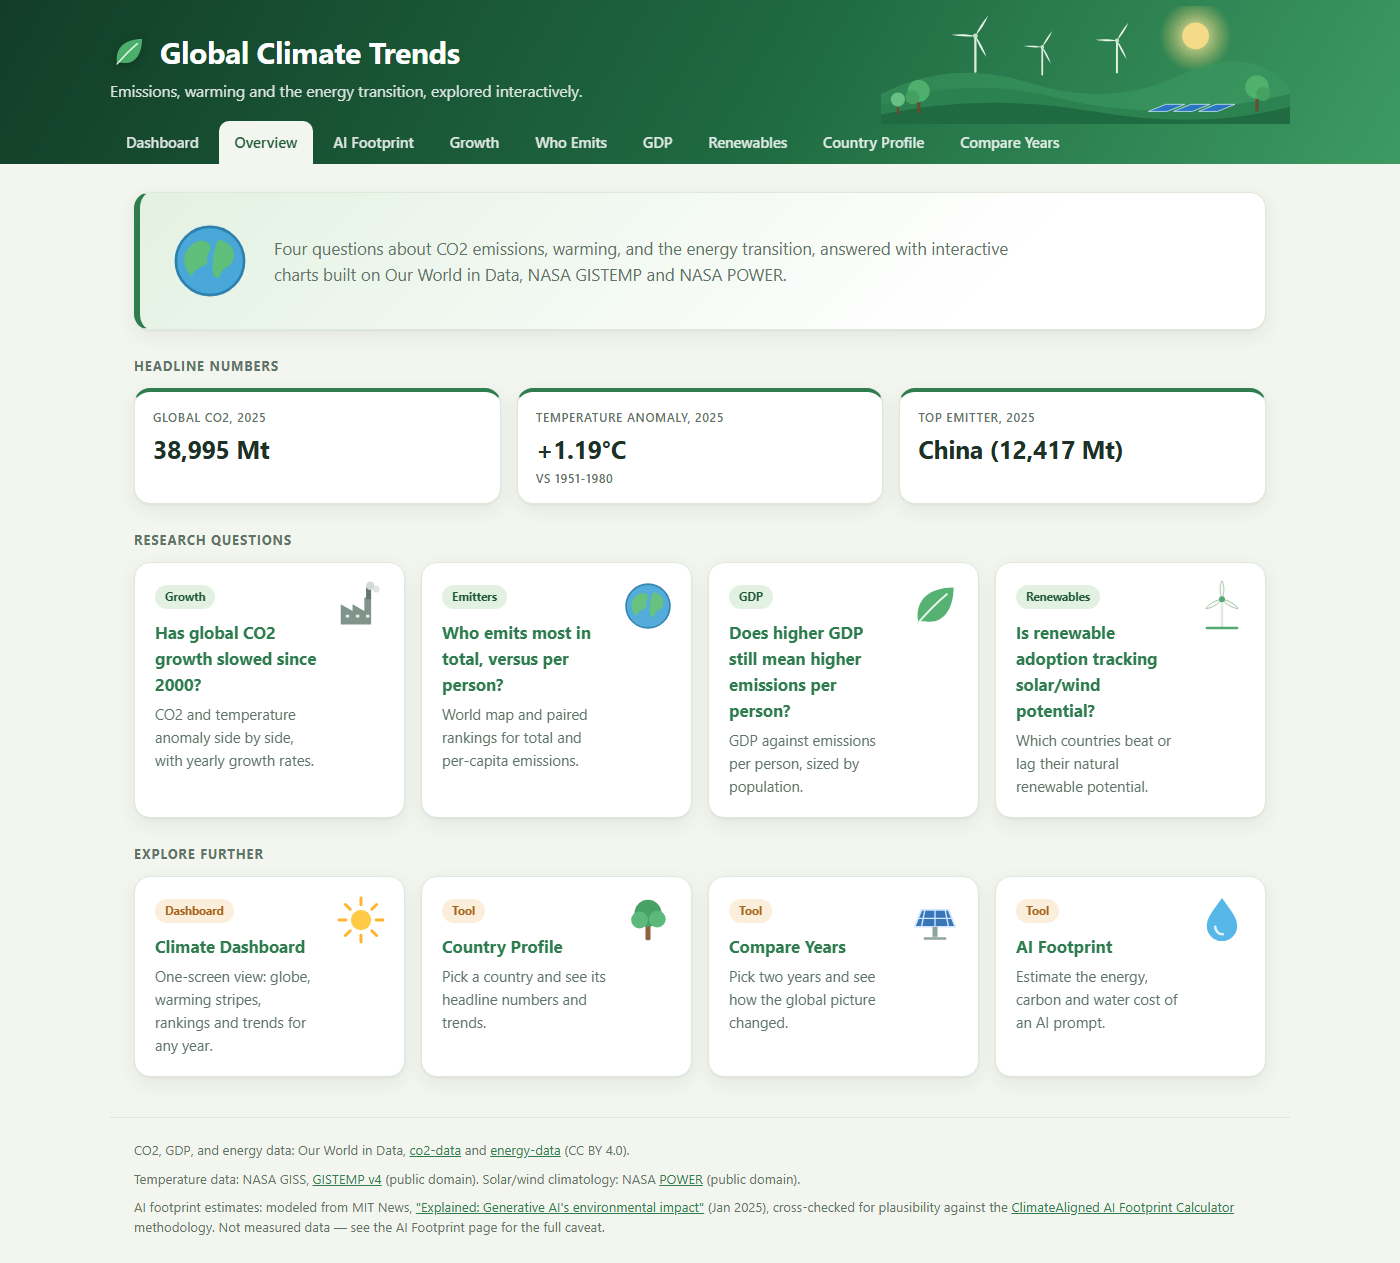 Global Climate Trends
Emissions, warming and the energy transition, explored interactively.
Dashboard Overview AI Footprint Growth Who Emits GDP Renewables Country Profile Compare Years
Four questions about CO2 emissions, warming, and the energy transition, answered with interactive
charts built on Our World in Data, NASA GISTEMP and NASA POWER.
HEADLINE NUMBERS
GLOBAL CO2, 2025
38,995 Mt
TEMPERATURE ANOMALY, 2025
+1.19°C
VS 1951-1980
TOP EMITTER, 2025
China (12,417 Mt)
RESEARCH QUESTIONS
Growth
Has global CO2
growth slowed since
2000?
CO2 and temperature
anomaly side by side,
with yearly growth rates.
Emitters
Who emits most in
total, versus per
person?
World map and paired
rankings for total and
per-capita emissions.
GDP
Does higher GDP
still mean higher
emissions per
person?
GDP against emissions
per person, sized by
population.
Renewables
Is renewable
adoption tracking
solar/wind
potential?
Which countries beat or
lag their natural
renewable potential.
EXPLORE FURTHER
Dashboard
Climate Dashboard
One-screen view: globe,
warming stripes,
rankings and trends for
any year.
Tool
Country Profile
Pick a country and see its
headline numbers and
trends.
Tool
Compare Years
Pick two years and see
how the global picture
changed.
Tool
AI Footprint
Estimate the energy,
carbon and water cost of
an AI prompt.
CO2, GDP, and energy data: Our World in Data, co2-data and energy-data (CC BY 4.0).
Temperature data: NASA GISS, GISTEMP v4 (public domain). Solar/wind climatology: NASA POWER (public domain).
AI footprint estimates: modeled from MIT News, "Explained: Generative AI's environmental impact" (Jan 2025), cross-checked for plausibility against the ClimateAligned AI Footprint Calculator
methodology. Not measured data — see the AI Footprint page for the full caveat.